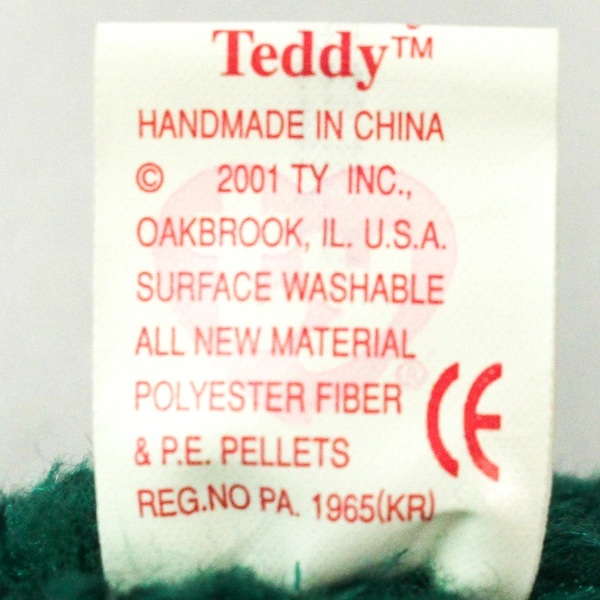 Teddy™
HANDMADE IN CHINA
© 2001 TY INC.,
OAKBROOK, IL. U.S.A.
SURFACE WASHABLE
ALL NEW MATERIAL
POLYESTER FIBER
& P.E. PELLETS
REG.NO PA. 1965(KR)
CE